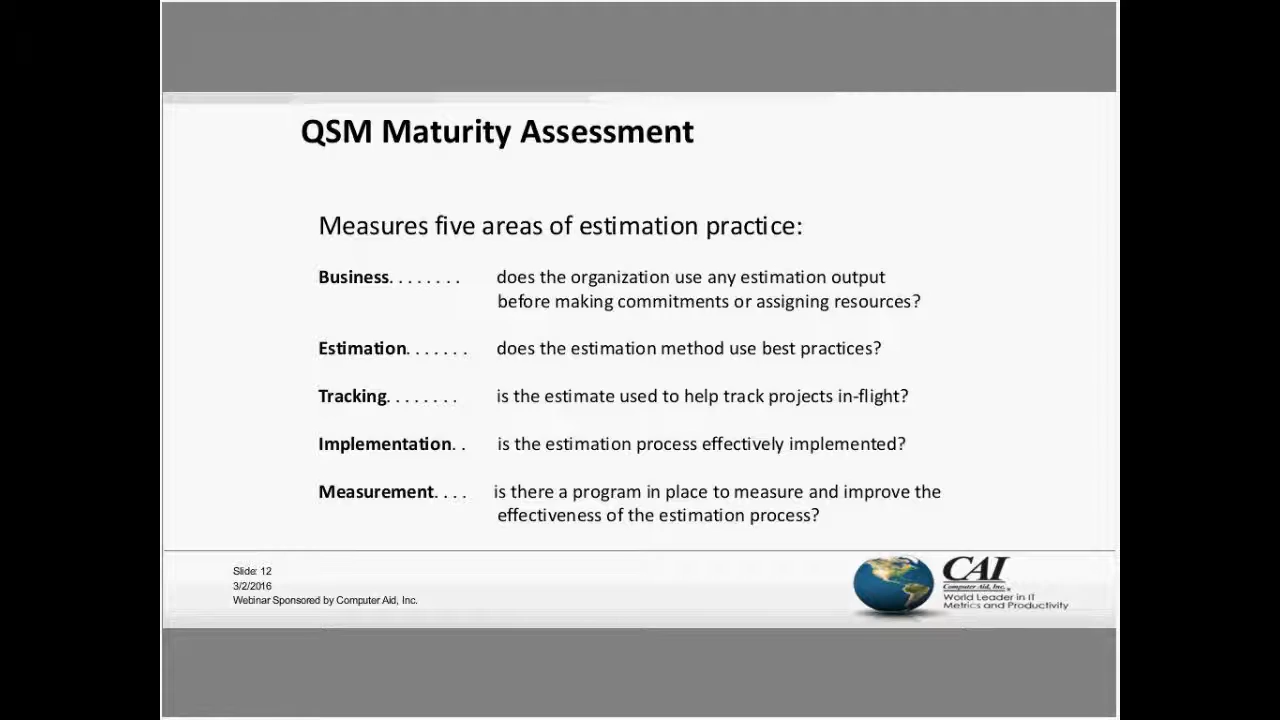 QSM Maturity Assessment
Measures five areas of estimation practice:
Business. . . . . . . . does the organization use any estimation output
before making commitments or assigning resources?
Estimation. . . . . . . does the estimation method use best practices?
Tracking. . . . . . . . is the estimate used to help track projects in-flight?
Implementation. . is the estimation process effectively implemented?
Measurement. . . . is there a program in place to measure and improve the
effectiveness of the estimation process?
Slide: 12
3/2/2016
Webinar Sponsored by Computer Aid, Inc.
CAI
Computer Aid, Inc.
World Leader in IT
Metrics and Productivity